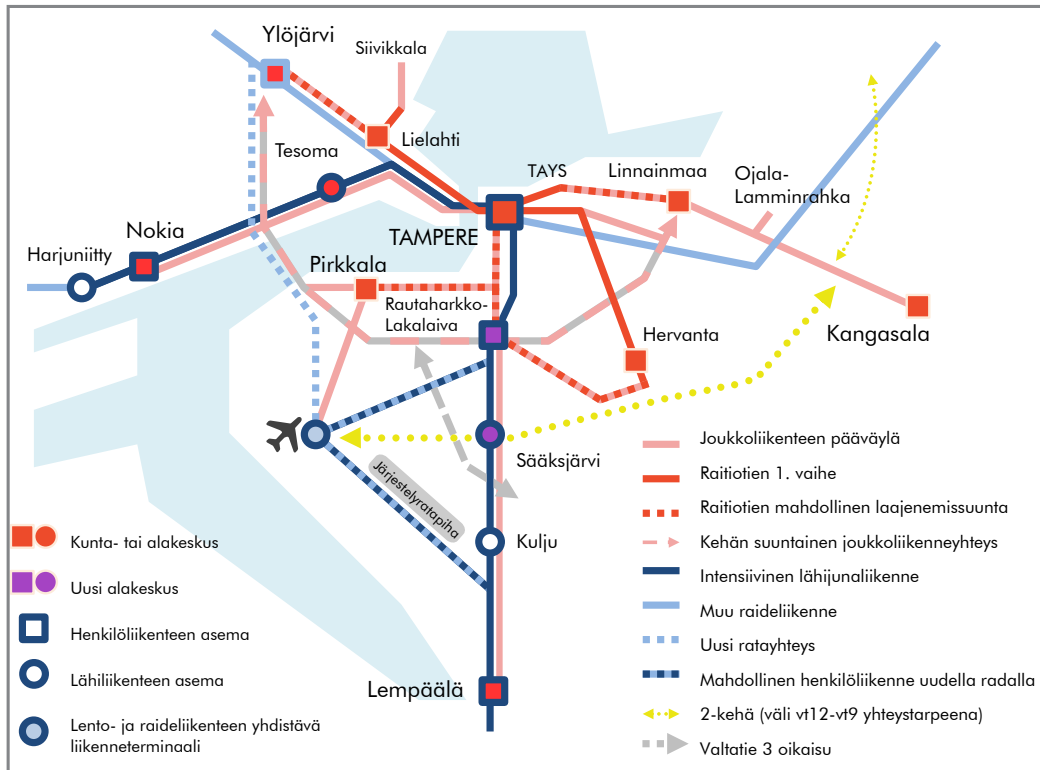 Ylöjärvi
Siivikkala
Lielahti
Tesoma
TAYS
Linnainmaa
Ojala-
Lamminrahka
TAMPERE
Nokia
Harjuniitty
Pirkkala
Rautaharkko-
Lakalaiva
Hervanta
Kangasala
Sääksjärvi
Järjestelyratapiha
Kulju
Lempäälä
Kunta- tai alakeskus
Uusi alakeskus
Henkilöliikenteen asema
Lähiliikenteen asema
Lento- ja raideliikenteen yhdistävä
liikenneterminaali
Joukkoliikenteen pääväylä
Raitiotien 1. vaihe
Raitiotien mahdollinen laajenemissuunta
Kehän suuntainen joukkoliikenneyhteys
Intensiivinen lähijunaliikenne
Muu raideliikenne
Uusi ratayhteys
Mahdollinen henkilöliikenne uudella radalla
2-kehä (väli vt12-vt9 yhteystarpeena)
Valtatie 3 oikaisu